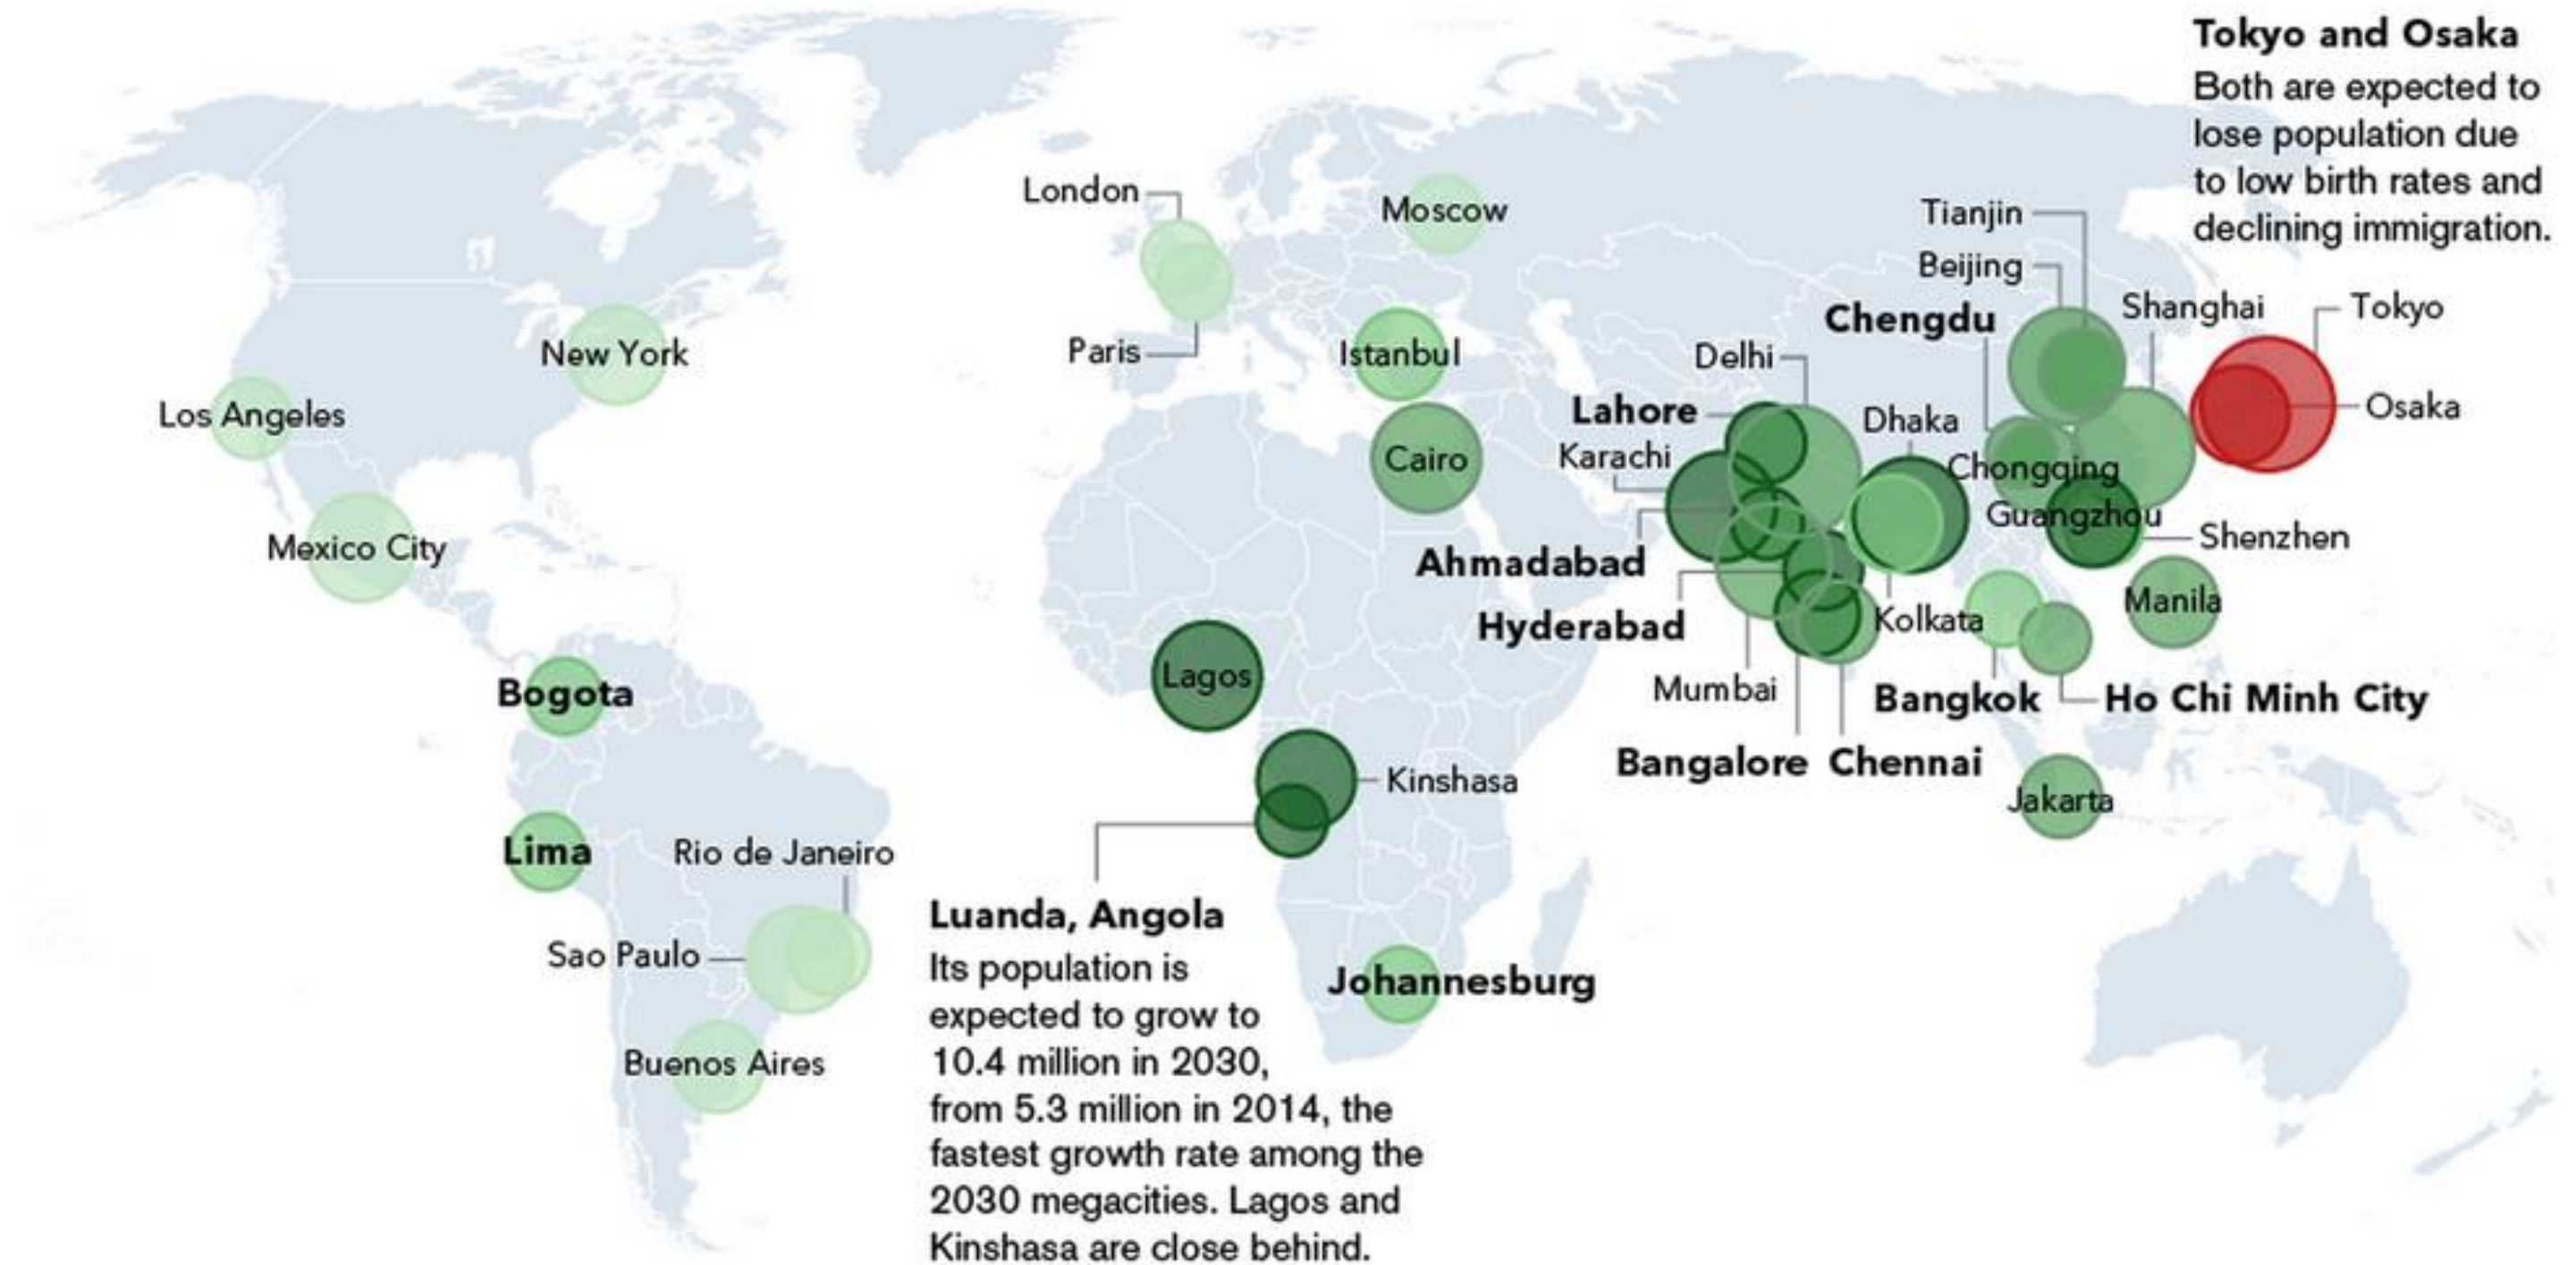 Tokyo and Osaka
Both are expected to
lose population due
to low birth rates and
declining immigration.
London
Moscow
Tianjin
Beijing
Chengdu
Shanghai
Tokyo
New York
Paris
Istanbul
Delhi
Los Angeles
Lahore
Dhaka
Osaka
Cairo
Karachi
Chongqing
Guangzhou
Shenzhen
Mexico City
Ahmadabad
Manila
Hyderabad
Kolkata
Lagos
Mumbai
Bogota
Bangkok
Ho Chi Minh City
Bangalore
Chennai
Kinshasa
Jakarta
Lima
Rio de Janeiro
Luanda, Angola
Its population is
expected to grow to
10.4 million in 2030,
from 5.3 million in 2014, the
fastest growth rate among the
2030 megacities. Lagos and
Kinshasa are close behind.
Sao Paulo
Johannesburg
Buenos Aires